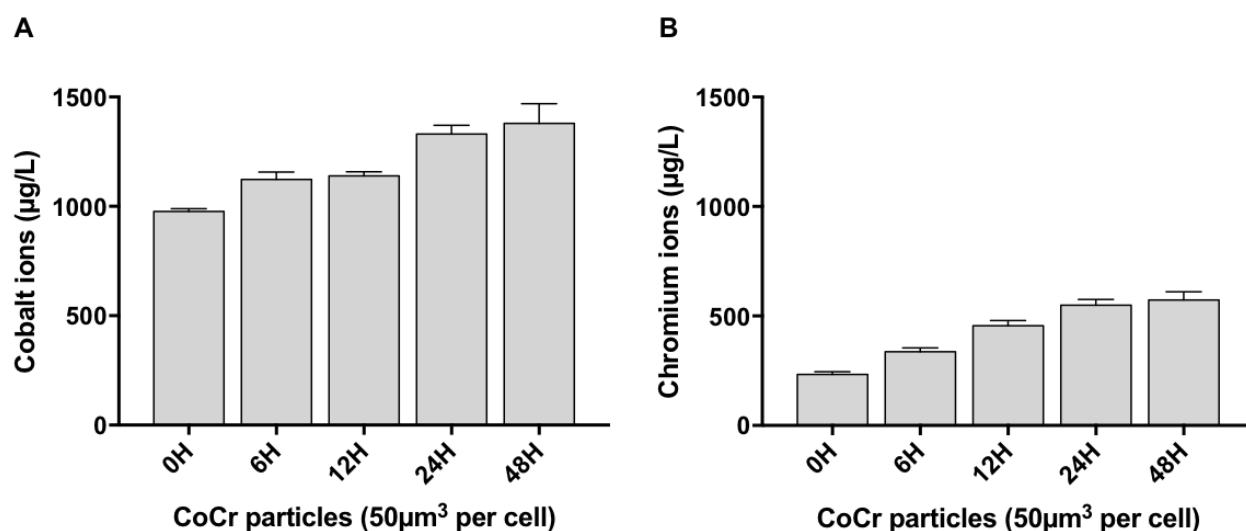 A
Cobalt ions (µg/L)
1500
1000
500
0
0H 6H 12H 24H 48H
CoCr particles (50µm³ per cell)
B
Chromium ions (µg/L)
1500
1000
500
0
0H 6H 12H 24H 48H
CoCr particles (50µm³ per cell)